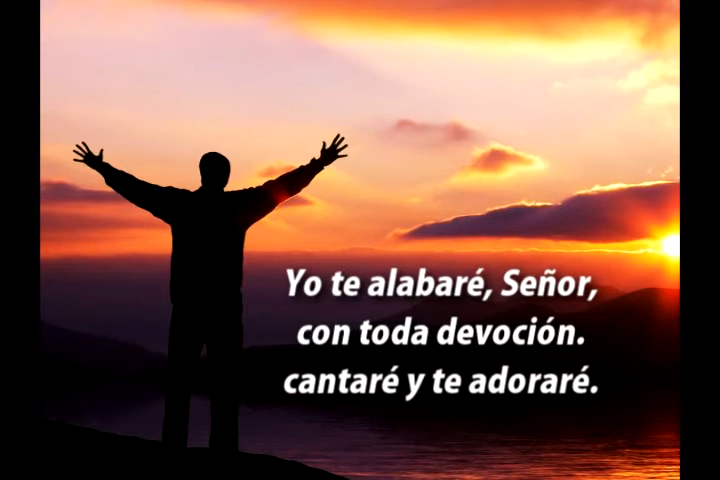 Yo te alabaré, Señor,
con toda devoción.
cantaré y te adoraré.